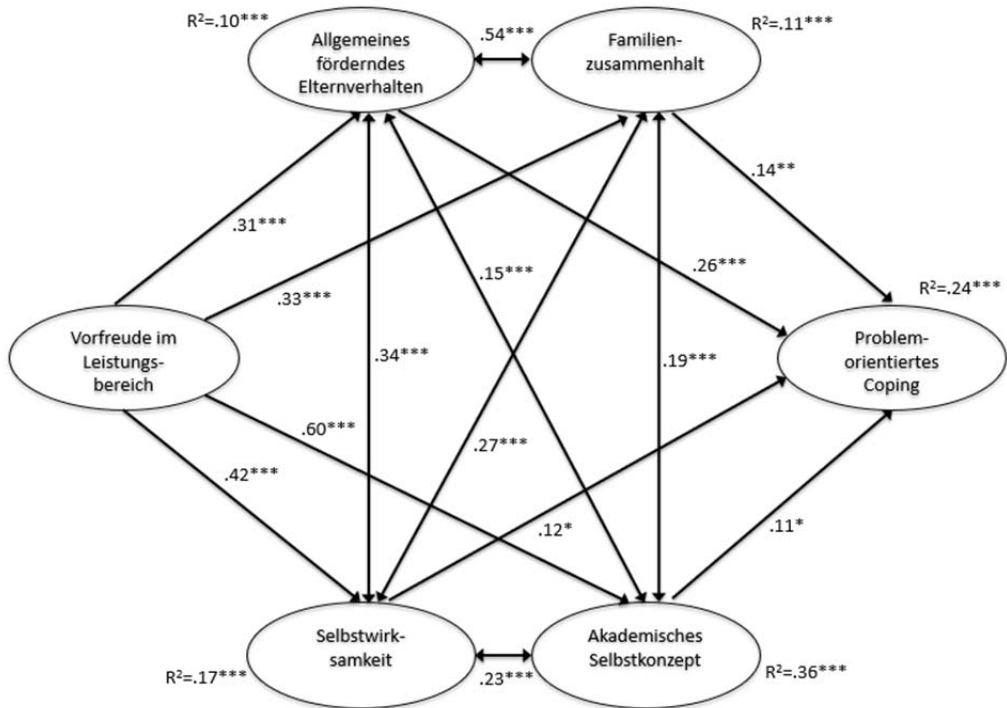 R²=.10***
Allgemeines
förderndes
Elternverhalten
.54***
Familien-
zusammenhalt
R²=.11***
.14**
.31***
.15***
.26***
.33***
R²=.24***
Vorfreude im
Leistungs-
bereich
.34***
.19***
Problem-
orientiertes
Coping
.60***
.27***
.42***
.12*
.11*
Selbstwirk-
samkeit
Akademisches
Selbstkonzept
R²=.17***
.23***
R²=.36***